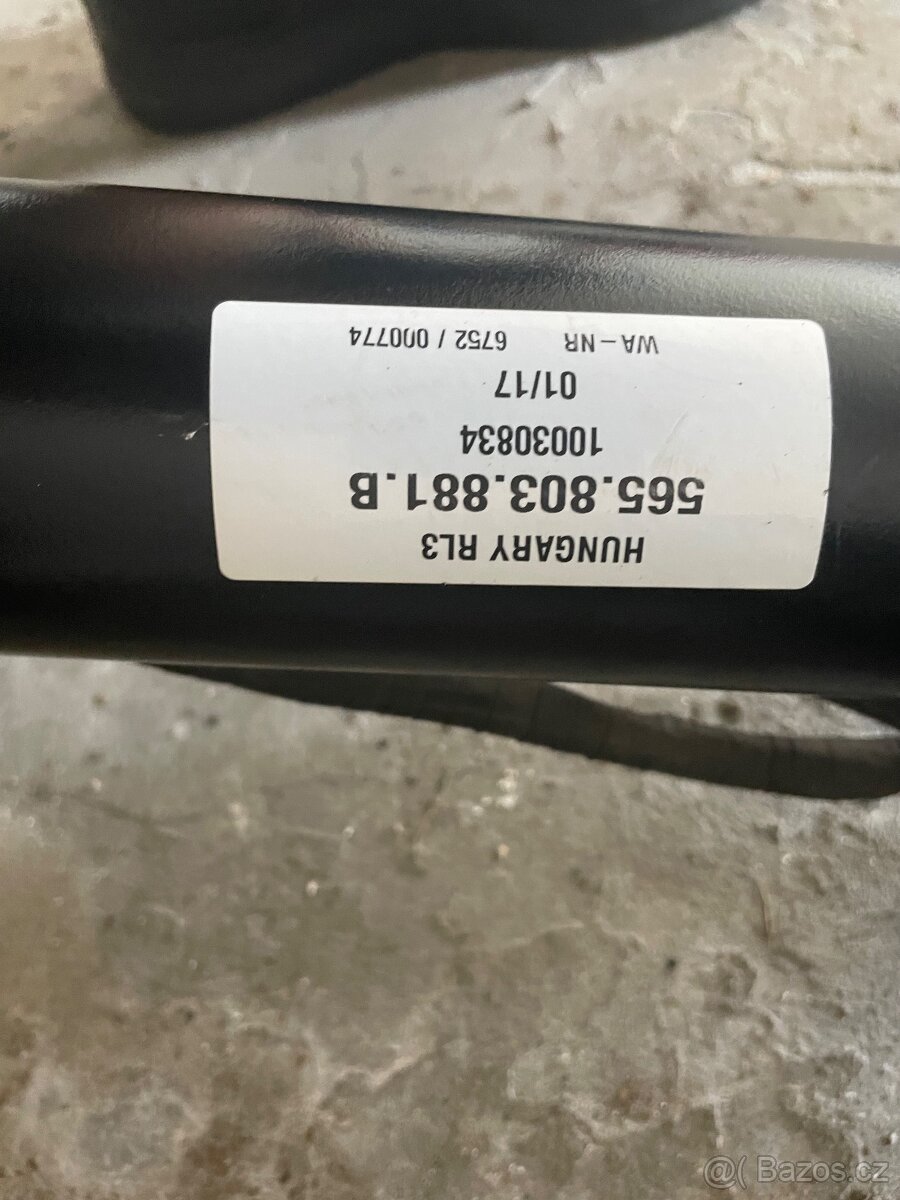 HUNGARY RL3
565.803.881.B
10030834
01/17
WA-NR 6752 / 000774
@( Bazos.cz